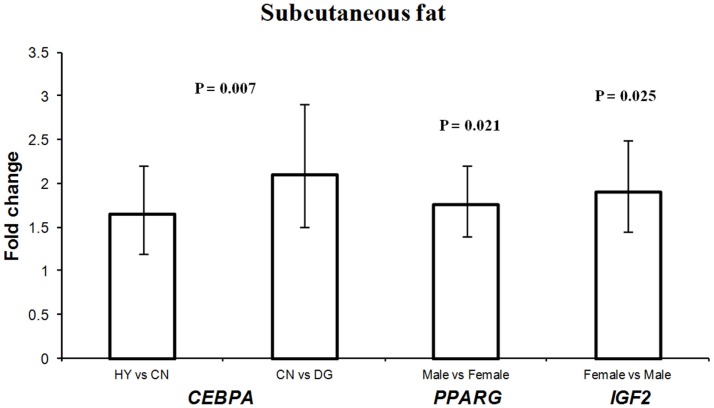 Subcutaneous fat
3.5
3
2.5
2
1.5
1
0.5
0
Fold change
P = 0.007
P = 0.021
P = 0.025
HY vs CN
CN vs DG
Male vs Female
Female vs Male
CEBPA
PPARG
IGF2